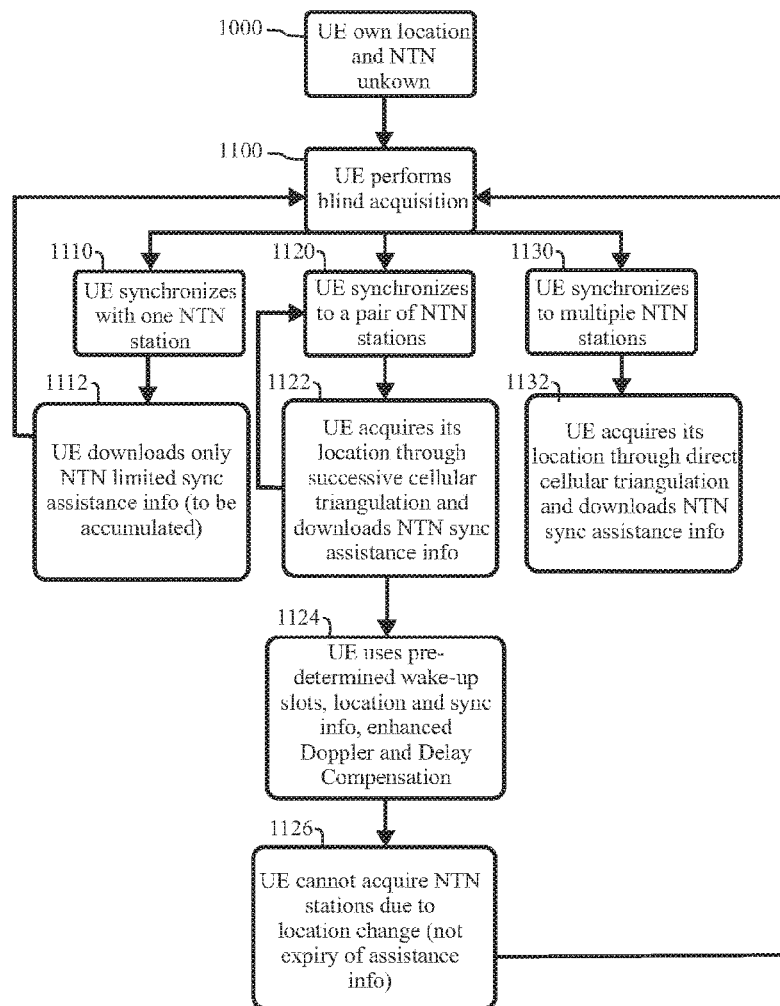 1000
UE own location
and NTN
unkown
1100
UE performs
blind acquisition
1110
UE synchronizes
with one NTN
station
1120
UE synchronizes
to a pair of NTN
stations
1130
UE synchronizes
to multiple NTN
stations
1112
UE downloads only
NTN limited sync
assistance info (to be
accumulated)
1122
UE acquires its
location through
successive cellular
triangulation and
downloads NTN sync
assistance info
1132
UE acquires its
location through direct
cellular triangulation
and downloads NTN
sync assistance info
1124
UE uses pre-
determined wake-up
slots, location and sync
info, enhanced
Doppler and Delay
Compensation
1126
UE cannot acquire NTN
stations due to
location change (not
expiry of assistance
info)